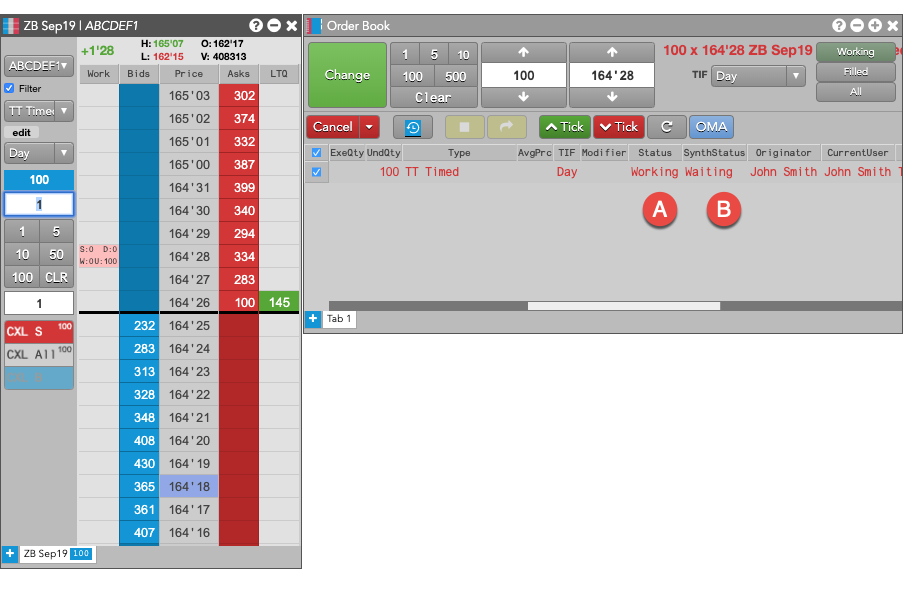 ZB Sep19 | ABCDEF1
+1'28 H: 165'07 O: 162'17
L: 162'15 V: 408313
ABCDEF1
Filter
TT Timed
edit
Day
100
1
1 5
10 50
100 CLR
1
CXL S 100
CXL All 100
Work Bids Price Asks LTQ
165'03 302
165'02 374
165'01 332
165'00 387
164'31 399
164'30 340
164'29 294
S:0 D:0
W:0 U:100
164'28 334
164'27 283
164'26 100 145
232 164'25
283 164'24
313 164'23
328 164'22
348 164'21
408 164'20
430 164'19
365 164'18
361 164'17
407 164'16
ZB Sep19 100
Order Book
Change
1 5 10
100 500
Clear
100
164'28
100 x 164'28 ZB Sep19
TIF Day
Working
Filled
All
Cancel
Tick
Tick
OMA
ExeQty UndQty Type AvgPrc TIF Modifier Status SynthStatus Originator CurrentUser
100 TT Timed Day Working Waiting John Smith John Smith T
A B
Tab 1